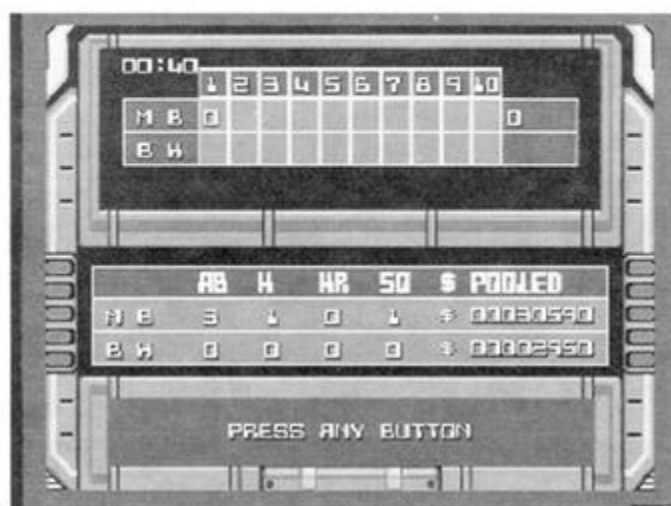 00:40
1 2 3 4 5 6 7 8 9 10
M B 0 0
B H
AB H HR SO $ POOLED
M B 3 1 0 1 $ 00030590
B H 0 0 0 0 $ 00002950
PRESS ANY BUTTON